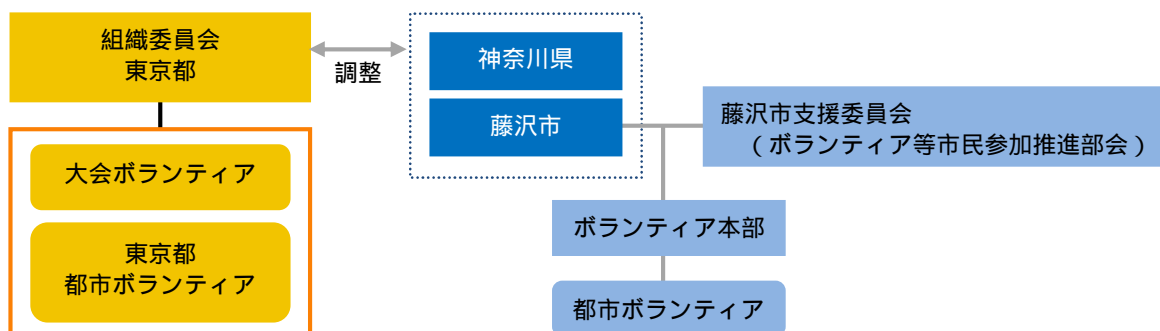 組織委員会
東京都
調整
神奈川県
藤沢市
藤沢市支援委員会
（ボランティア等市民参加推進部会）
大会ボランティア
東京都
都市ボランティア
ボランティア本部
都市ボランティア